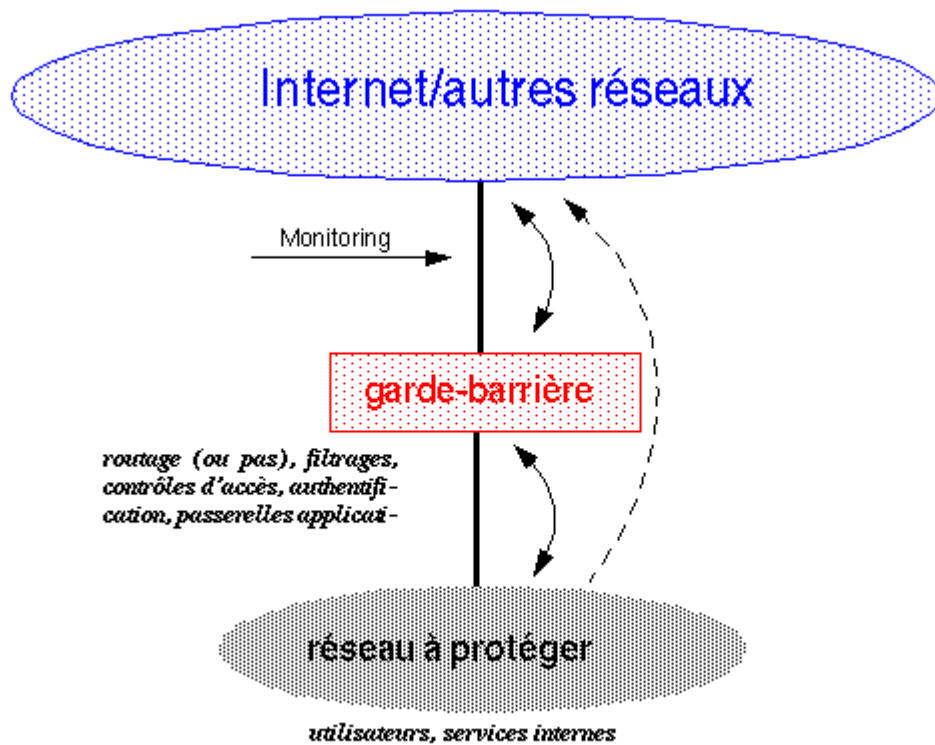 Internet/autres réseaux
Monitoring
garde-barrière
routage (ou pas), filtrages,
contrôles d'accès, authentifi-
cation, passerelles applicati-
réseau à protéger
utilisateurs, services internes